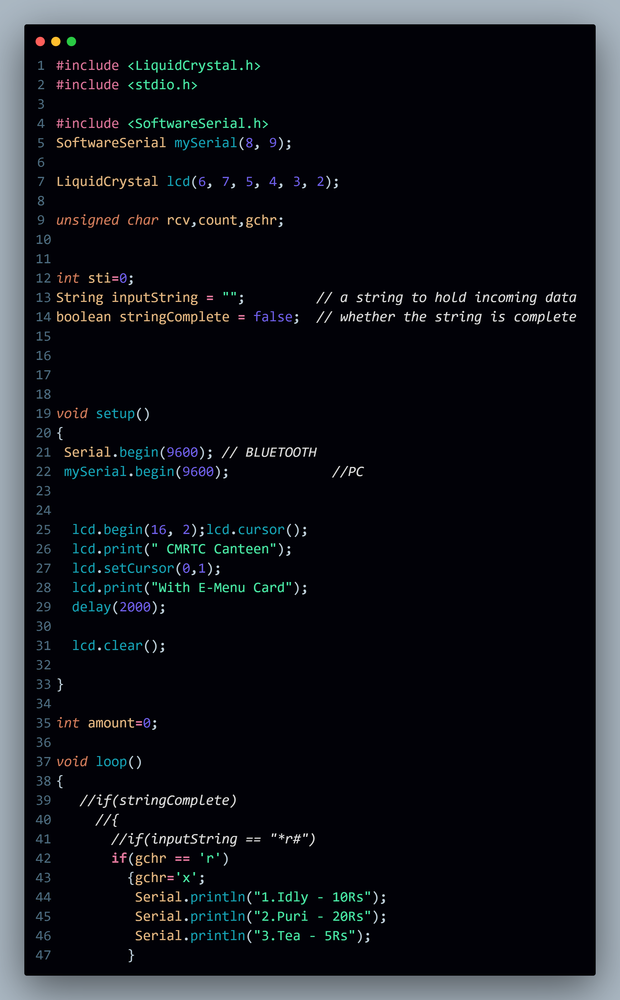 1 #include <LiquidCrystal.h>
2 #include <stdio.h>
3
4 #include <SoftwareSerial.h>
5 SoftwareSerial mySerial(8, 9);
6
7 LiquidCrystal lcd(6, 7, 5, 4, 3, 2);
8
9 unsigned char rcv,count,gchr;
10
11
12 int sti=0;
13 String inputString = "";         // a string to hold incoming data
14 boolean stringComplete = false;  // whether the string is complete
15
16
17
18
19 void setup()
20 {
21  Serial.begin(9600); // BLUETOOTH
22  mySerial.begin(9600);             //PC
23
24
25   lcd.begin(16, 2);lcd.cursor();
26   lcd.print(" CMRTC Canteen");
27   lcd.setCursor(0,1);
28   lcd.print("With E-Menu Card");
29   delay(2000);
30
31   lcd.clear();
32
33 }
34
35 int amount=0;
36
37 void loop()
38 {
39    //if(stringComplete)
40      //{
41        //if(inputString == "*r#")
42        if(gchr == 'r')
43          {gchr='x';
44           Serial.println("1.Idly - 10Rs");
45           Serial.println("2.Puri - 20Rs");
46           Serial.println("3.Tea - 5Rs");
47          }